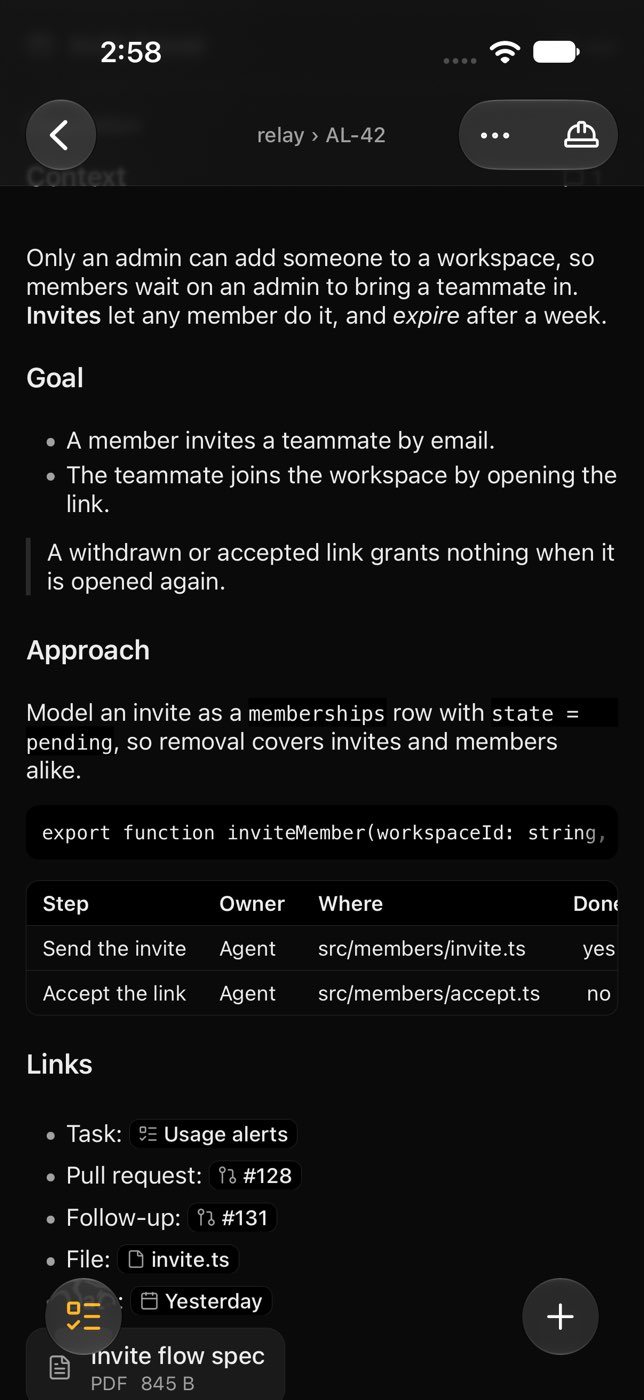 2:58
relay › AL-42
Context
1
Only an admin can add someone to a workspace, so
members wait on an admin to bring a teammate in.
Invites let any member do it, and expire after a week.
Goal
A member invites a teammate by email.
The teammate joins the workspace by opening the
link.
A withdrawn or accepted link grants nothing when it
is opened again.
Approach
Model an invite as a memberships row with state =
pending, so removal covers invites and members
alike.
export function inviteMember(workspaceId: string,
Step Owner Where Done
Send the invite Agent src/members/invite.ts yes
Accept the link Agent src/members/accept.ts no
Links
Task: Usage alerts
Pull request: #128
Follow-up: #131
File: invite.ts
Yesterday
Invite flow spec
PDF 845 B